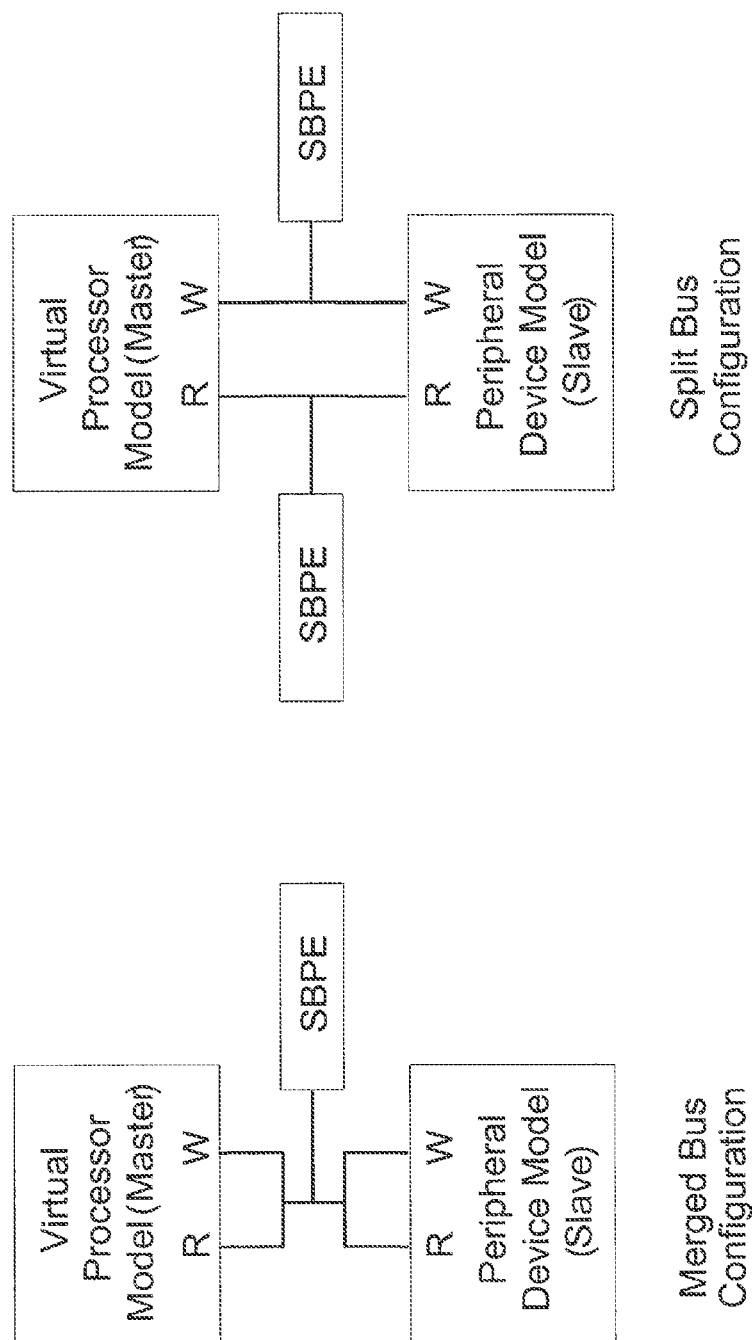 Virtual
Processor
Model (Master)
R W
SBPE
R W
Peripheral
Device Model
(Slave)
Merged Bus
Configuration
Virtual
Processor
Model (Master)
R W
SBPE
SBPE
R W
Peripheral
Device Model
(Slave)
Split Bus
Configuration